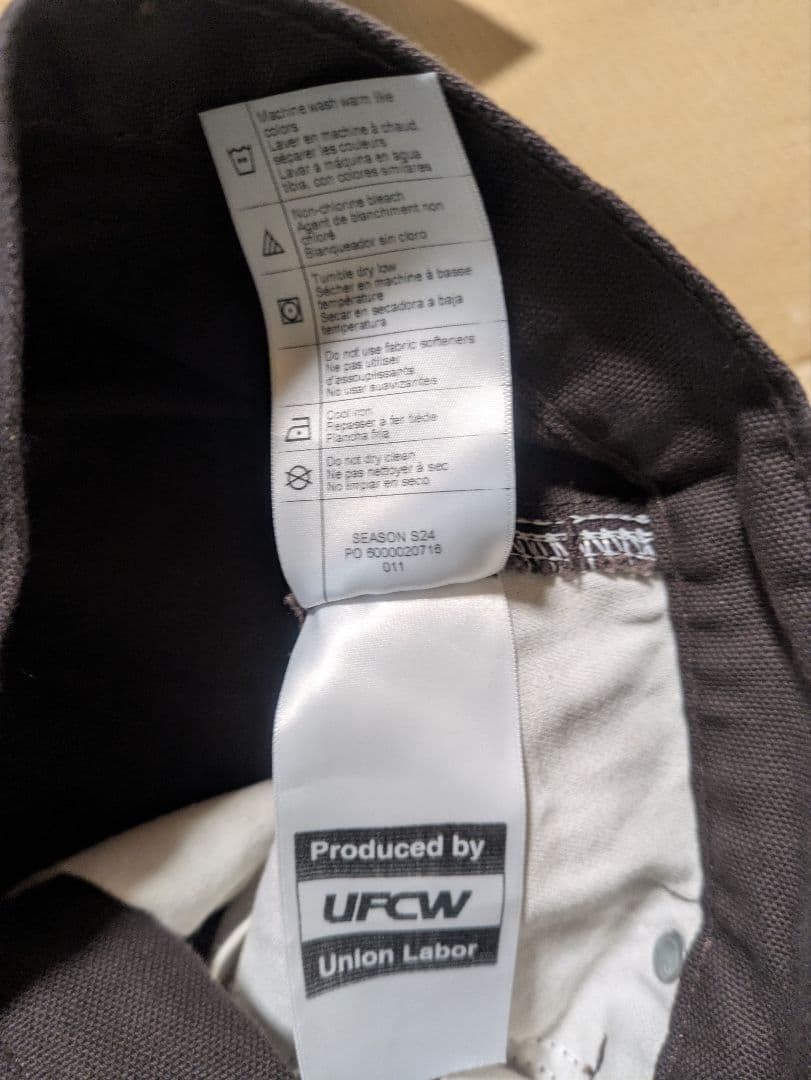 Machine wash warm like
colors
Laver en machine à chaud,
séparer les couleurs
Lavar a máquina en agua
tibia, con colores similares
Non-chlorine bleach
Agent de blanchiment non
chloré
Blanqueador sin cloro
Tumble dry low
Sécher en machine à basse
température
Secar en secadora a baja
temperatura
Do not use fabric softeners
Ne pas utiliser
d'assouplissants
No usar suavizantes
Cool iron
Repasser a fer tiède
Plancha fría
Do not dry clean
Ne pas nettoyer à sec
No limpiar en seco
SEASON S24
PO 6000020716
011
Produced by
UFCW
Union Labor